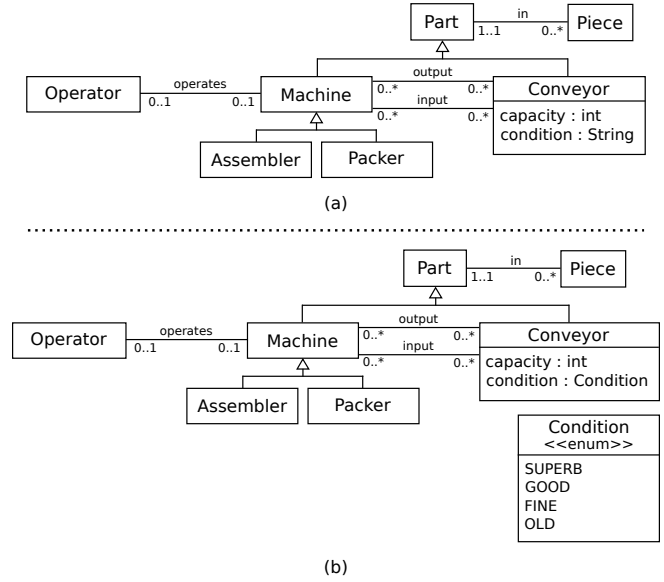 Part
in
Piece
1..1
0..*
Operator
operates
0..1
0..1
Machine
output
0..*
0..*
input
0..*
0..*
Conveyor
capacity : int
condition : String
Assembler
Packer
(a)
Part
in
Piece
1..1
0..*
Operator
operates
0..1
0..1
Machine
output
0..*
0..*
input
0..*
0..*
Conveyor
capacity : int
condition : Condition
Assembler
Packer
Condition
<<enum>>
SUPERB
GOOD
FINE
OLD
(b)